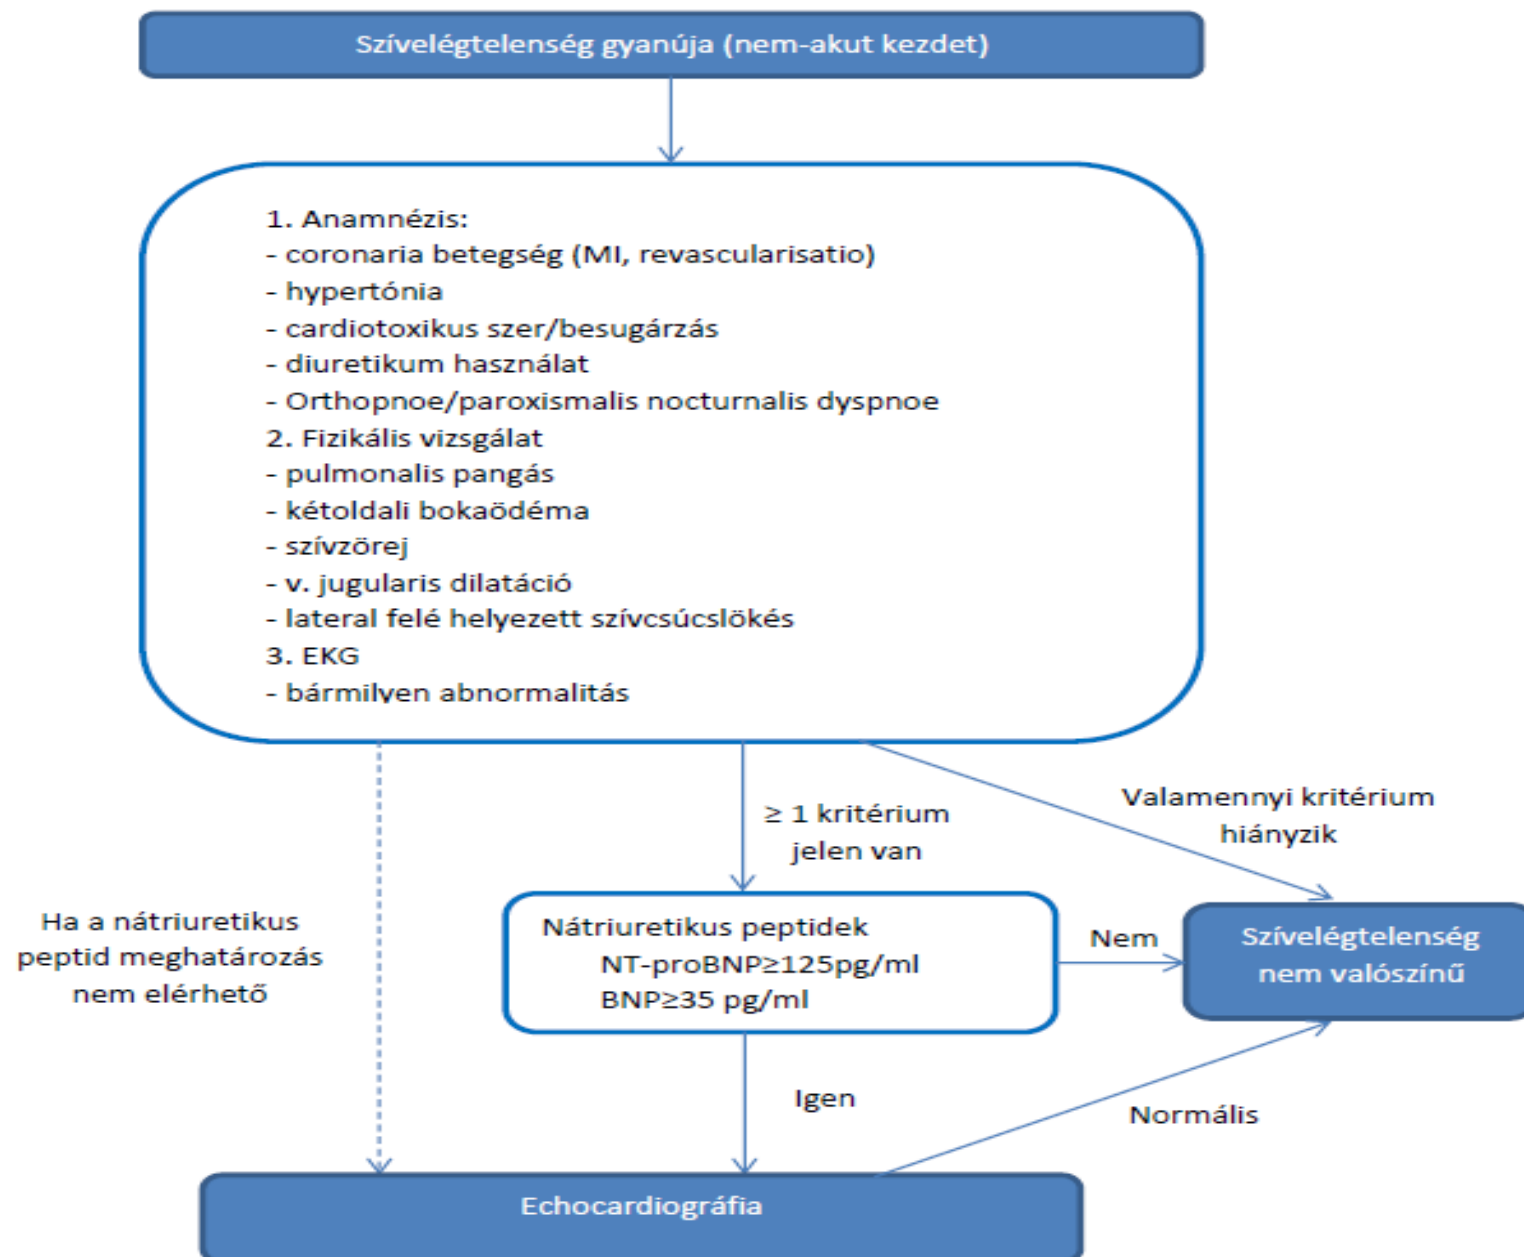 Szívelégtelenség gyanúja (nem-akut kezdet)
1. Anamnézis:
- coronaria betegség (MI, revascularisatio)
- hypertónia
- cardiotoxikus szer/besugárzás
- diuretikum használat
- Orthopnoe/paroxismalis nocturnalis dyspnoe
2. Fizikális vizsgálat
- pulmonalis pangás
- kétoldali bokaödéma
- szívzörej
- v. jugularis dilatáció
- lateral felé helyezett szívcsúcslökés
3. EKG
- bármilyen abnormalitás
≥ 1 kritérium
jelen van
Valamennyi kritérium
hiányzik
Ha a nátriuretikus
peptid meghatározás
nem elérhető
Nátriuretikus peptidek
NT-proBNP≥125pg/ml
BNP≥35 pg/ml
Nem
Szívelégtelenség
nem valószínű
Igen
Normális
Echocardiográfia